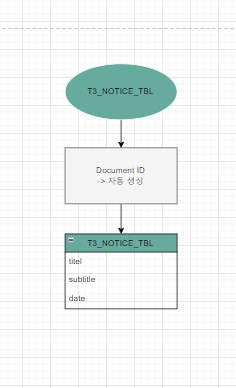 T3_NOTICE_TBL
Document ID
-> 자동 생성
T3_NOTICE_TBL
titel
subtitle
date